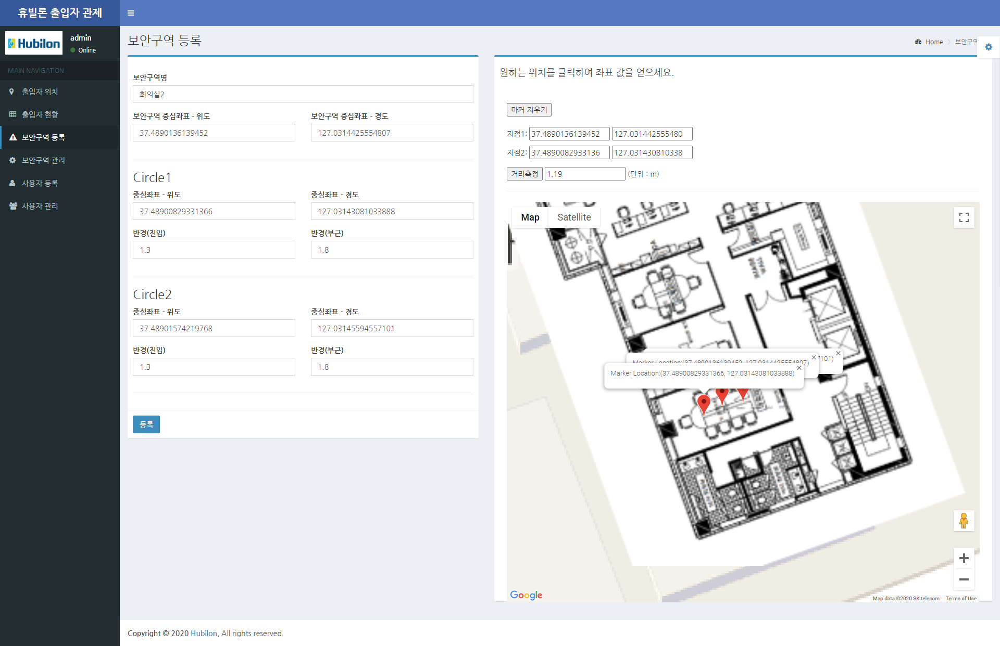 휴빌론 출입자 관제
Hubilon
admin
Online
MAIN NAVIGATION
출입자 위치
출입자 현황
보안구역 등록
보안구역 관리
사용자 등록
사용자 관리
보안구역 등록
Home > 보안구역
보안구역명
회의실2
보안구역 중심좌표 - 위도 보안구역 중심좌표 - 경도
37.4890136139452 127.0314425554807
Circle1
중심좌표 - 위도 중심좌표 - 경도
37.48900829331366 127.03143081033888
반경(진입) 반경(부근)
1.3 1.8
Circle2
중심좌표 - 위도 중심좌표 - 경도
37.48901574219768 127.03145594557101
반경(진입) 반경(부근)
1.3 1.8
등록
원하는 위치를 클릭하여 좌표 값을 얻으세요.
마커 지우기
지점1: 37.4890136139452 127.031442555480
지점2: 37.4890082933136 127.031430810338
거리측정 1.19 (단위 : m)
Map Satellite
7101)
Marker Location:(37.4890136139452, 127.0314425554807)
Marker Location:(37.48900829331366, 127.03143081033888)
Google
Map data ©2020 SK telecom Terms of Use
Copyright © 2020 Hubilon. All rights reserved.